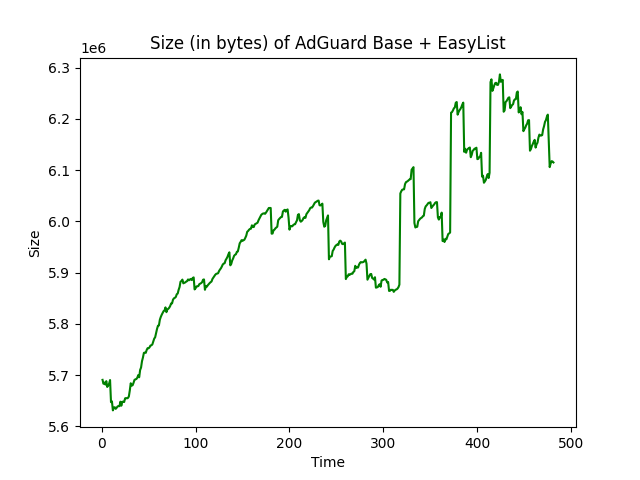 Size (in bytes) of AdGuard Base + EasyList
1e6
6.3
6.2
6.1
6.0
5.9
5.8
5.7
5.6
Size
0 100 200 300 400 500
Time